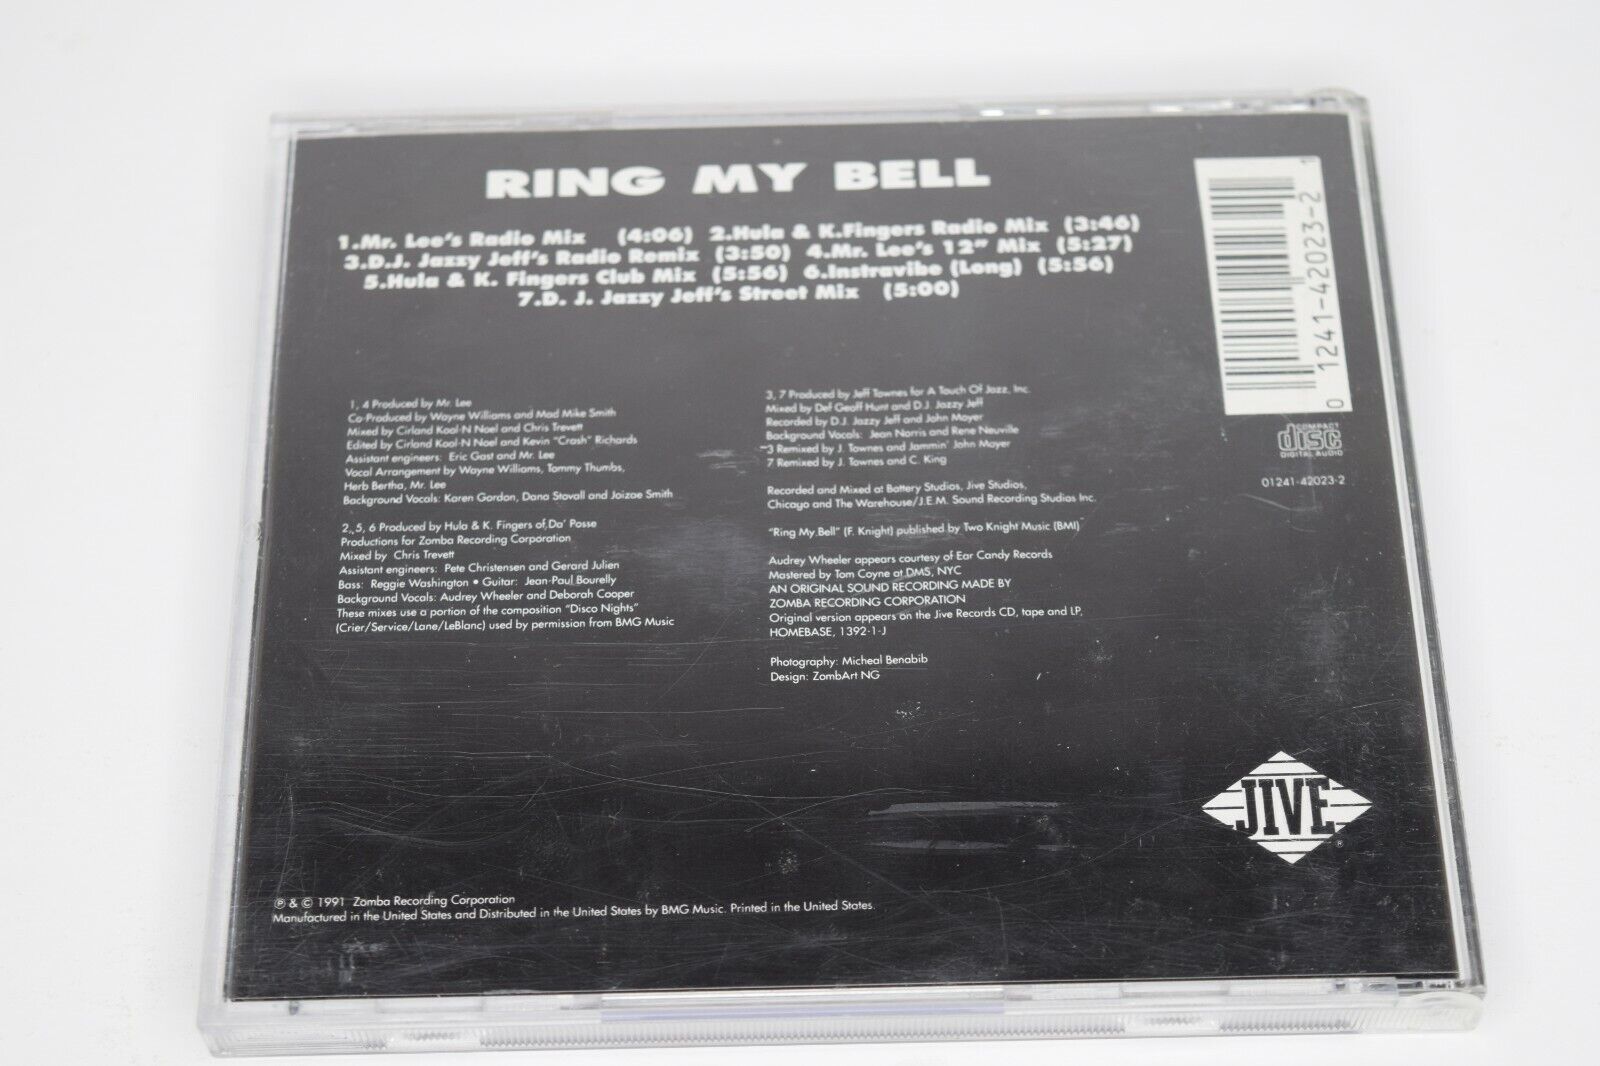 RING MY BELL
1.Mr. Lee's Radio Mix (4:06) 2.Hula & K.Fingers Radio Mix (3:46)
3.D.J. Jazzy Jeff's Radio Remix (3:50) 4.Mr. Lee's 12" Mix (5:27)
5.Hula & K. Fingers Club Mix (5:56) 6.Instravibe (Long) (5:56)
7.D. J. Jazzy Jeff's Street Mix (5:00)
1, 4 Produced by Mr. Lee
Co-Produced by Wayne Williams and Mad Mike Smith
Mixed by Cirland Kool-N Noel and Chris Trevett
Edited by Cirland Kool-N Noel and Kevin "Crash" Richards
Assistant engineers: Eric Gast and Mr. Lee
Vocal Arrangement by Wayne Williams, Tommy Thumbs,
Herb Bertha, Mr. Lee
Background Vocals: Karen Gordon, Dana Stovall and Joizae Smith
2, 5, 6 Produced by Hula & K. Fingers of Da' Posse
Productions for Zomba Recording Corporation
Mixed by Chris Trevett
Assistant engineers: Pete Christensen and Gerard Julien
Bass: Reggie Washington • Guitar: Jean-Paul Bourelly
Background Vocals: Audrey Wheeler and Deborah Cooper
These mixes use a portion of the composition "Disco Nights"
(Crier/Service/Lane/LeBlanc) used by permission from BMG Music
3, 7 Produced by Jeff Townes for A Touch Of Jazz, Inc.
Mixed by Def Geoff Hunt and D.J. Jazzy Jeff
Recorded by D.J. Jazzy Jeff and John Mayer
Background Vocals: Jean Norris and Rene Neuville
3 Remixed by J. Townes and Jammin' John Mayer
7 Remixed by J. Townes and C. King
Recorded and Mixed at Battery Studios, Jive Studios,
Chicago and The Warehouse/J.E.M. Sound Recording Studios Inc.
"Ring My Bell" (F. Knight) published by Two Knight Music (BMI)
Audrey Wheeler appears courtesy of Ear Candy Records
Mastered by Tom Coyne at DMS, NYC
AN ORIGINAL SOUND RECORDING MADE BY
ZOMBA RECORDING CORPORATION
Original version appears on the Jive Records CD, tape and LP,
HOMEBASE, 1392-1-J
Photography: Micheal Benabib
Design: ZombArt NG
0 1241-42023-2 1
COMPACT
disc
DIGITAL AUDIO
01241-42023-2
JIVE
®
℗ & © 1991 Zomba Recording Corporation
Manufactured in the United States and Distributed in the United States by BMG Music. Printed in the United States.